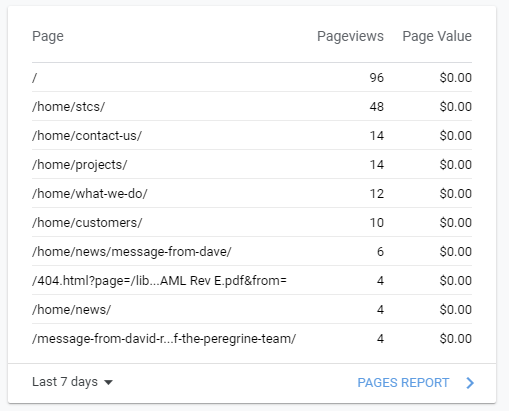 Page Pageviews Page Value
/ 96 $0.00
/home/stcs/ 48 $0.00
/home/contact-us/ 14 $0.00
/home/projects/ 14 $0.00
/home/what-we-do/ 12 $0.00
/home/customers/ 10 $0.00
/home/news/message-from-dave/ 6 $0.00
/404.html?page=/lib...AML Rev E.pdf&from= 4 $0.00
/home/news/ 4 $0.00
/message-from-david-r...f-the-peregrine-team/ 4 $0.00
Last 7 days PAGES REPORT